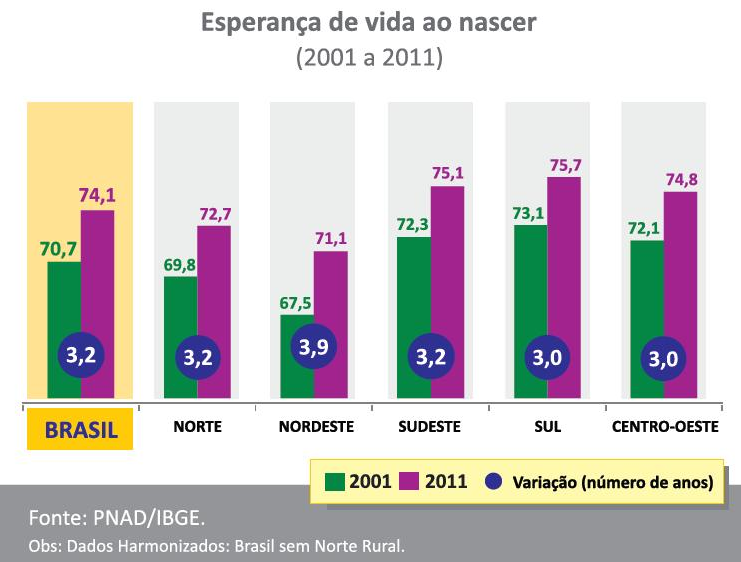 Esperança de vida ao nascer
(2001 a 2011)
70,7
74,1
3,2
69,8
72,7
3,2
67,5
71,1
3,9
72,3
75,1
3,2
73,1
75,7
3,0
72,1
74,8
3,0
BRASIL
NORTE
NORDESTE
SUDESTE
SUL
CENTRO-OESTE
2001 2011 Variação (número de anos)
Fonte: PNAD/IBGE.
Obs: Dados Harmonizados: Brasil sem Norte Rural.